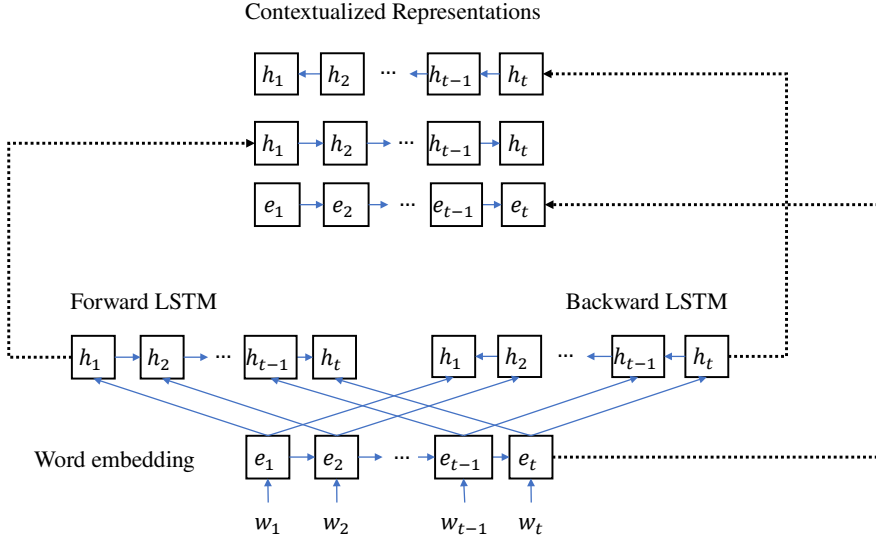 Contextualized Representations
h₁ h₂ ... hₜ₋₁ hₜ
h₁ h₂ ... hₜ₋₁ hₜ
e₁ e₂ ... eₜ₋₁ eₜ
Forward LSTM Backward LSTM
h₁ h₂ ... hₜ₋₁ hₜ h₁ h₂ ... hₜ₋₁ hₜ
Word embedding e₁ e₂ ... eₜ₋₁ eₜ
w₁ w₂ wₜ₋₁ wₜ